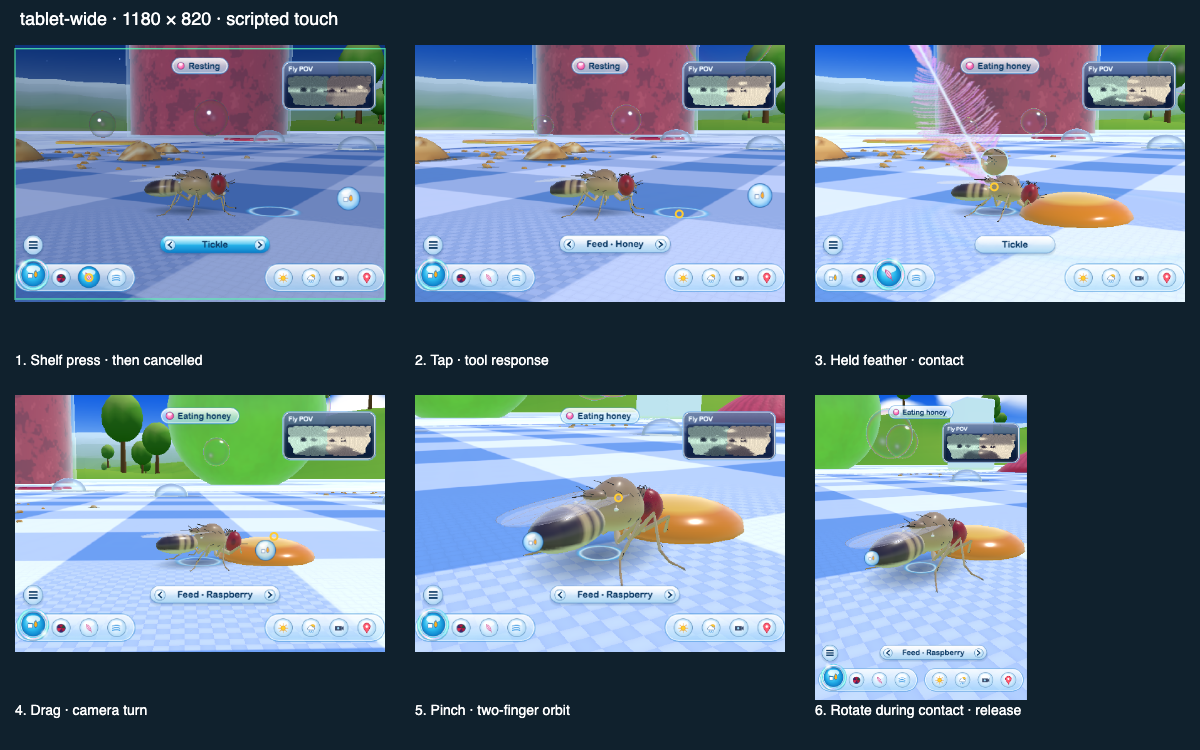 tablet-wide · 1180 × 820 · scripted touch
Resting
Fly POV
Tickle
Resting
Fly POV
Feed · Honey
Eating honey
Fly POV
Tickle
1. Shelf press · then cancelled
2. Tap · tool response
3. Held feather · contact
Eating honey
Fly POV
Feed · Raspberry
Eating honey
Fly POV
Feed · Raspberry
Eating honey
Fly POV
Feed · Raspberry
4. Drag · camera turn
5. Pinch · two-finger orbit
6. Rotate during contact · release